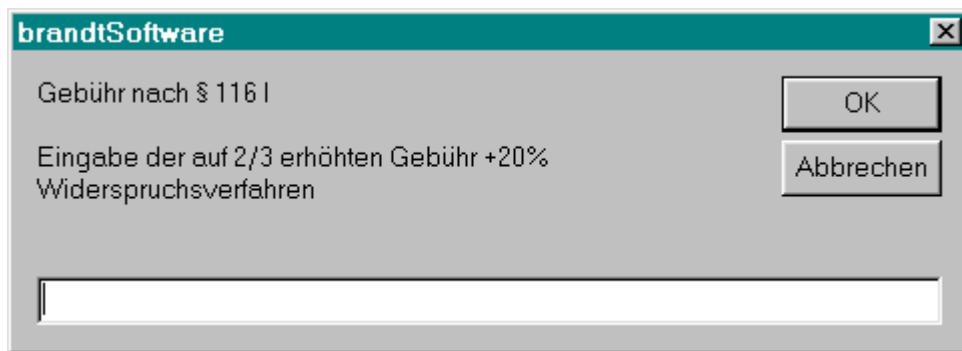 brandtSoftware
Gebühr nach § 116 I
OK
Eingabe der auf 2/3 erhöhten Gebühr +20%
Widerspruchsverfahren
Abbrechen